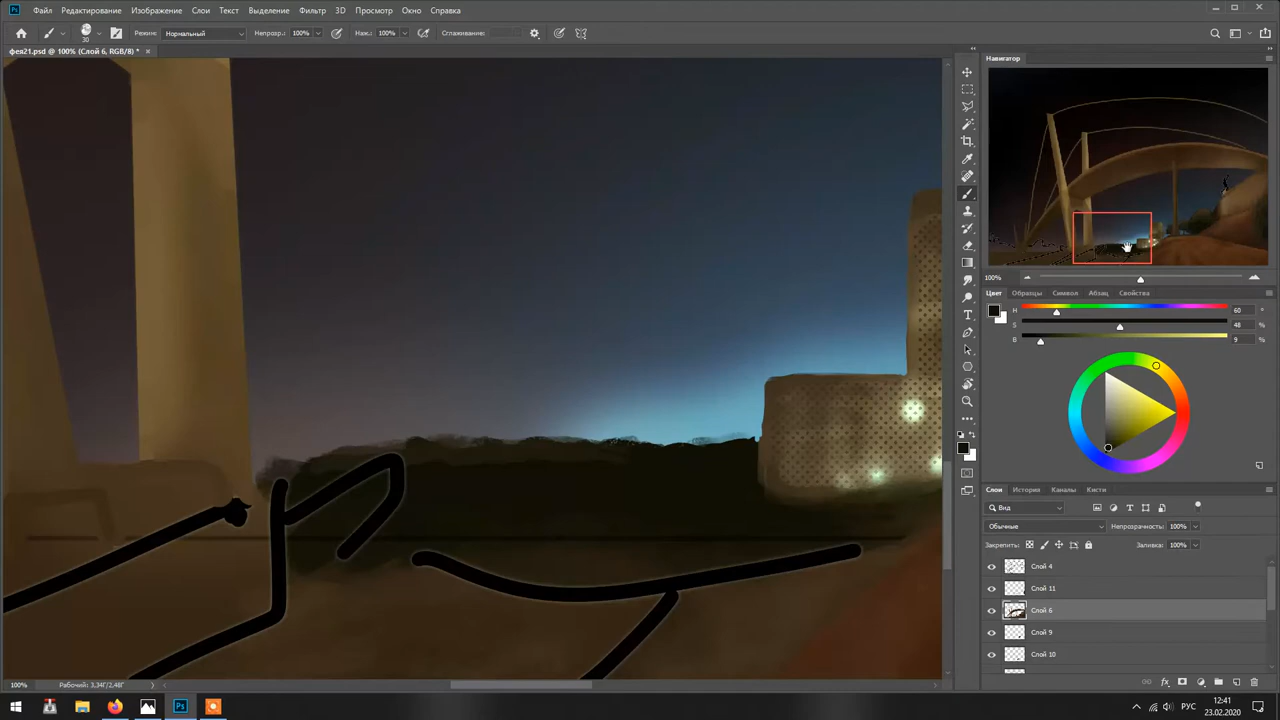 Файл Редактирование Изображение Слои Текст Выделение Фильтр 3D Просмотр Окно Справка
30 Режим: Нормальный Непрозр.: 100% Наж.: 100% Сглаживание:
фея21.psd @ 100% (Слой 6, RGB/8) * ×
Навигатор
100%
Цвет Образцы Символ Абзац Свойства
H 60 °
S 48 %
B 9 %
Слои История Каналы Кисти
Вид
Обычные Непрозрачность: 100%
Закрепить: Заливка: 100%
Слой 4
Слой 11
Слой 6
Слой 9
Слой 10
100% Рабочий: 3,34Г/2,48Г
Ps РУС 12:41
23.02.2020